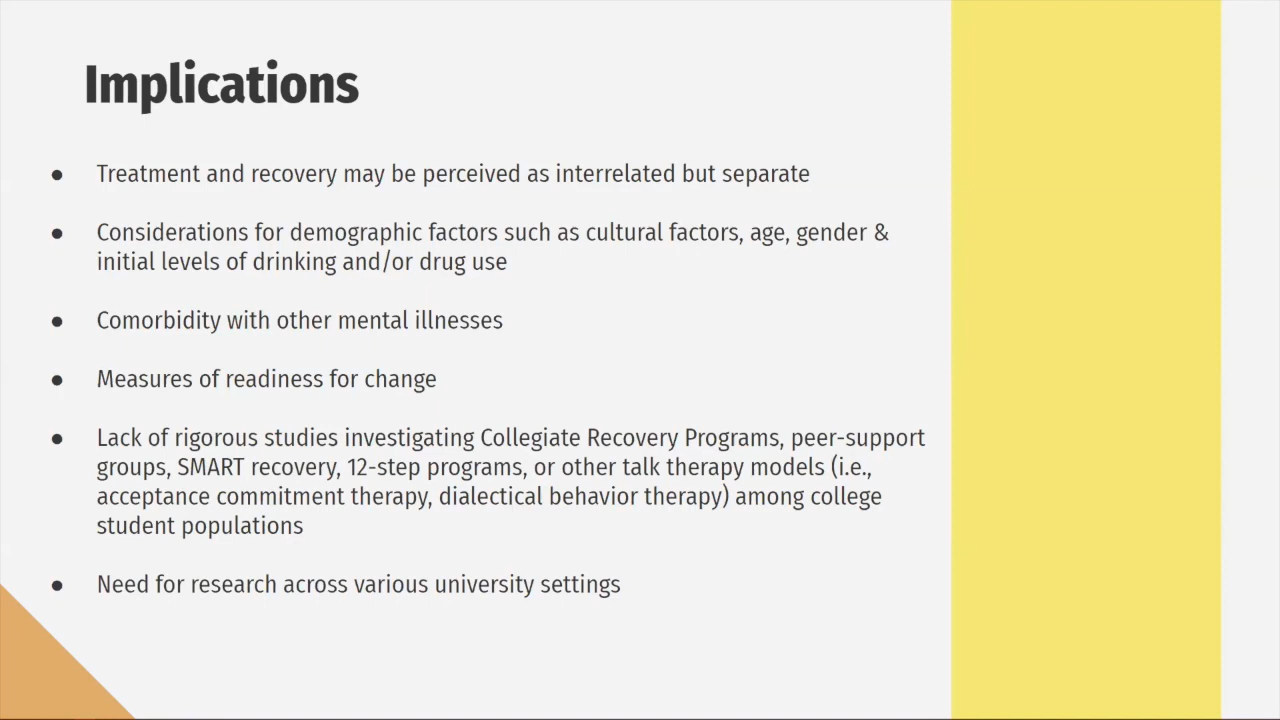 Implications
● Treatment and recovery may be perceived as interrelated but separate
● Considerations for demographic factors such as cultural factors, age, gender &
initial levels of drinking and/or drug use
● Comorbidity with other mental illnesses
● Measures of readiness for change
● Lack of rigorous studies investigating Collegiate Recovery Programs, peer-support
groups, SMART recovery, 12-step programs, or other talk therapy models (i.e.,
acceptance commitment therapy, dialectical behavior therapy) among college
student populations
● Need for research across various university settings